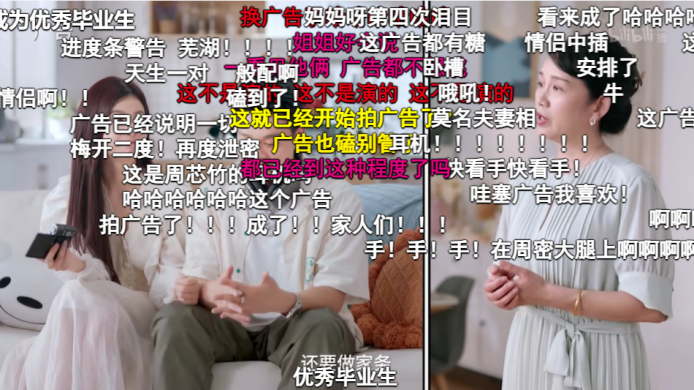 成为优秀毕业生
换广告
妈妈呀第四次泪目
看来成了哈哈哈
进度条警告 芜湖！！！！
姐姐好
这广告都有糖
情侣中插
天生一对
般配啊
他俩 广告都不
卧槽
安排了
情侣啊！！
磕到了！
这不是
这不是演的
哦吼！
牛
广告已经说明一切
这就已经开始拍广告了
莫名夫妻相
这广告
梅开二度！再度泄密
广告也磕别管
耳机！！！！！！！！
这是周芯竹的
都已经到这种程度了吗
快看手快看手！
哈哈哈哈哈哈这个广告
哇塞广告我喜欢！
拍广告了！！！成了！！家人们！！！
啊啊
手！手！手！在周密大腿上啊啊啊啊
还要做家务
优秀毕业生